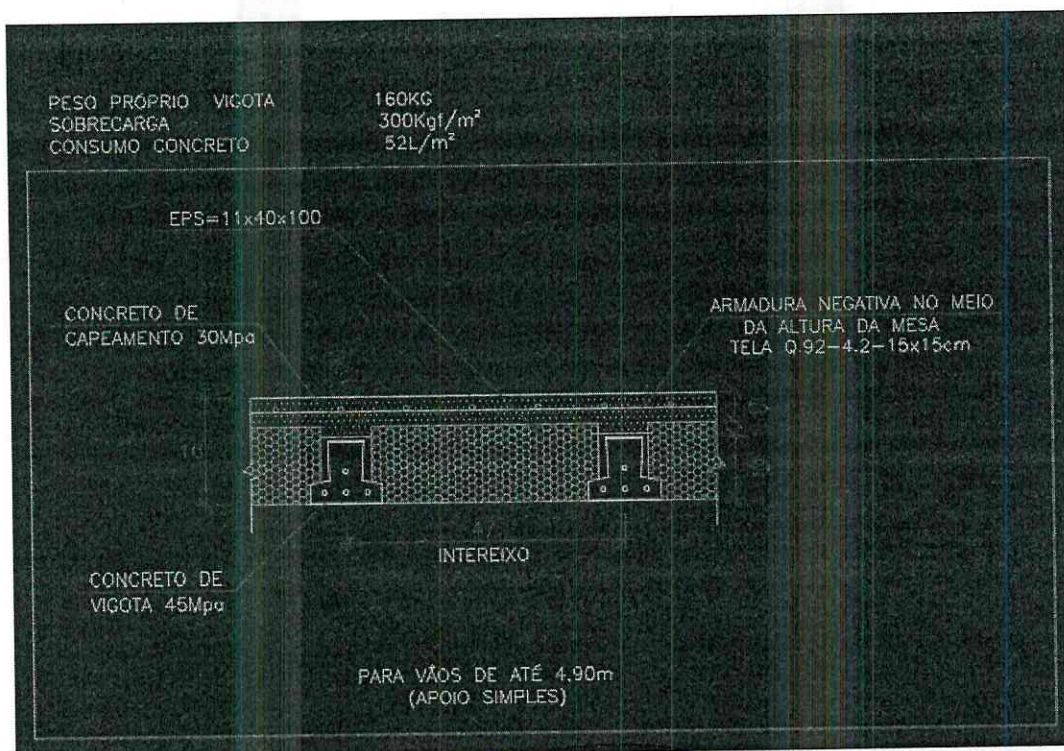 PESO PRÓPRIO VIGOTA 160KG
SOBRECARGA 300Kgf/m²
CONSUMO CONCRETO 52L/m²
EPS=11x40x100
CONCRETO DE
CAPEAMENTO 30Mpa
ARMADURA NEGATIVA NO MEIO
DA ALTURA DA MESA
TELA Q.92-4.2-15x15cm
INTEREIXO
CONCRETO DE
VIGOTA 45Mpa
PARA VÃOS DE ATÉ 4.90m
(APOIO SIMPLES)